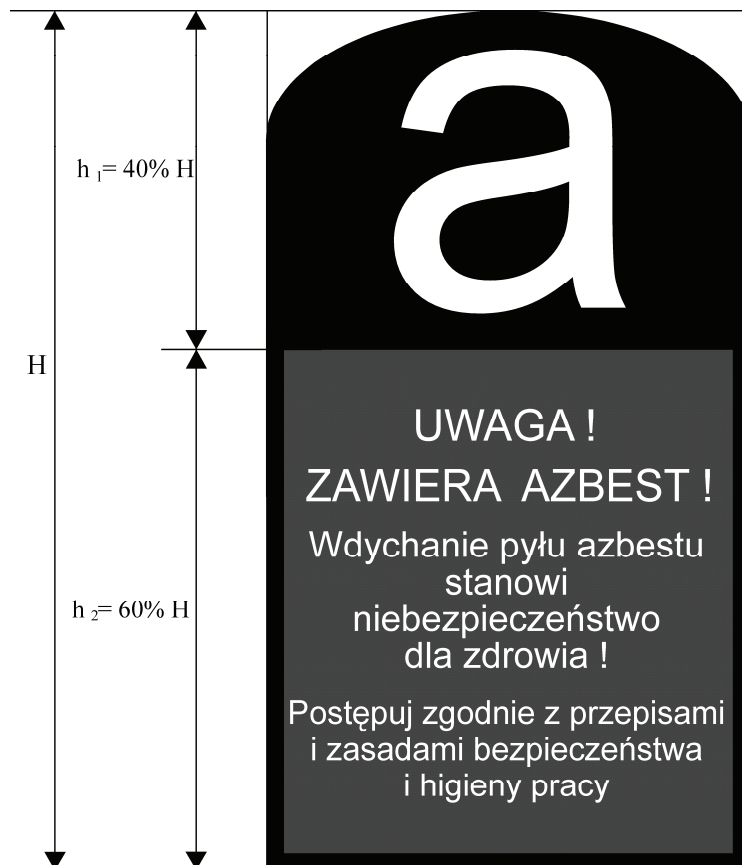 a
h 1= 40% H
H
h 2= 60% H
UWAGA !
ZAWIERA AZBEST !
Wdychanie pyłu azbestu
stanowi
niebezpieczeństwo
dla zdrowia !
Postępuj zgodnie z przepisami
i zasadami bezpieczeństwa
i higieny pracy